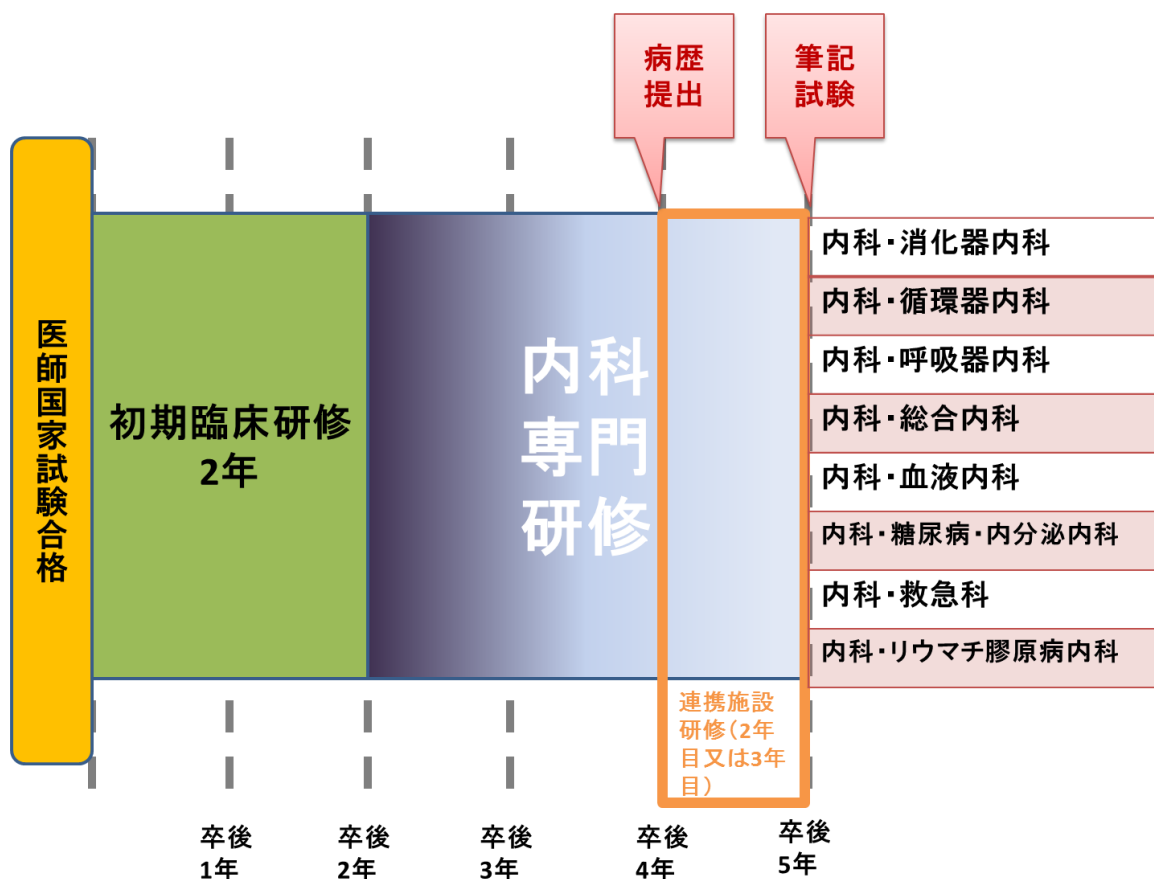 病歴
提出
筆記
試験
医師国家試験合格
初期臨床研修
2年
内科
専門
研修
内科・消化器内科
内科・循環器内科
内科・呼吸器内科
内科・総合内科
内科・血液内科
内科・糖尿病・内分泌内科
内科・救急科
内科・リウマチ膠原病内科
連携施設
研修(2年
目又は3年
目)
卒後
1年
卒後
2年
卒後
3年
卒後
4年
卒後
5年